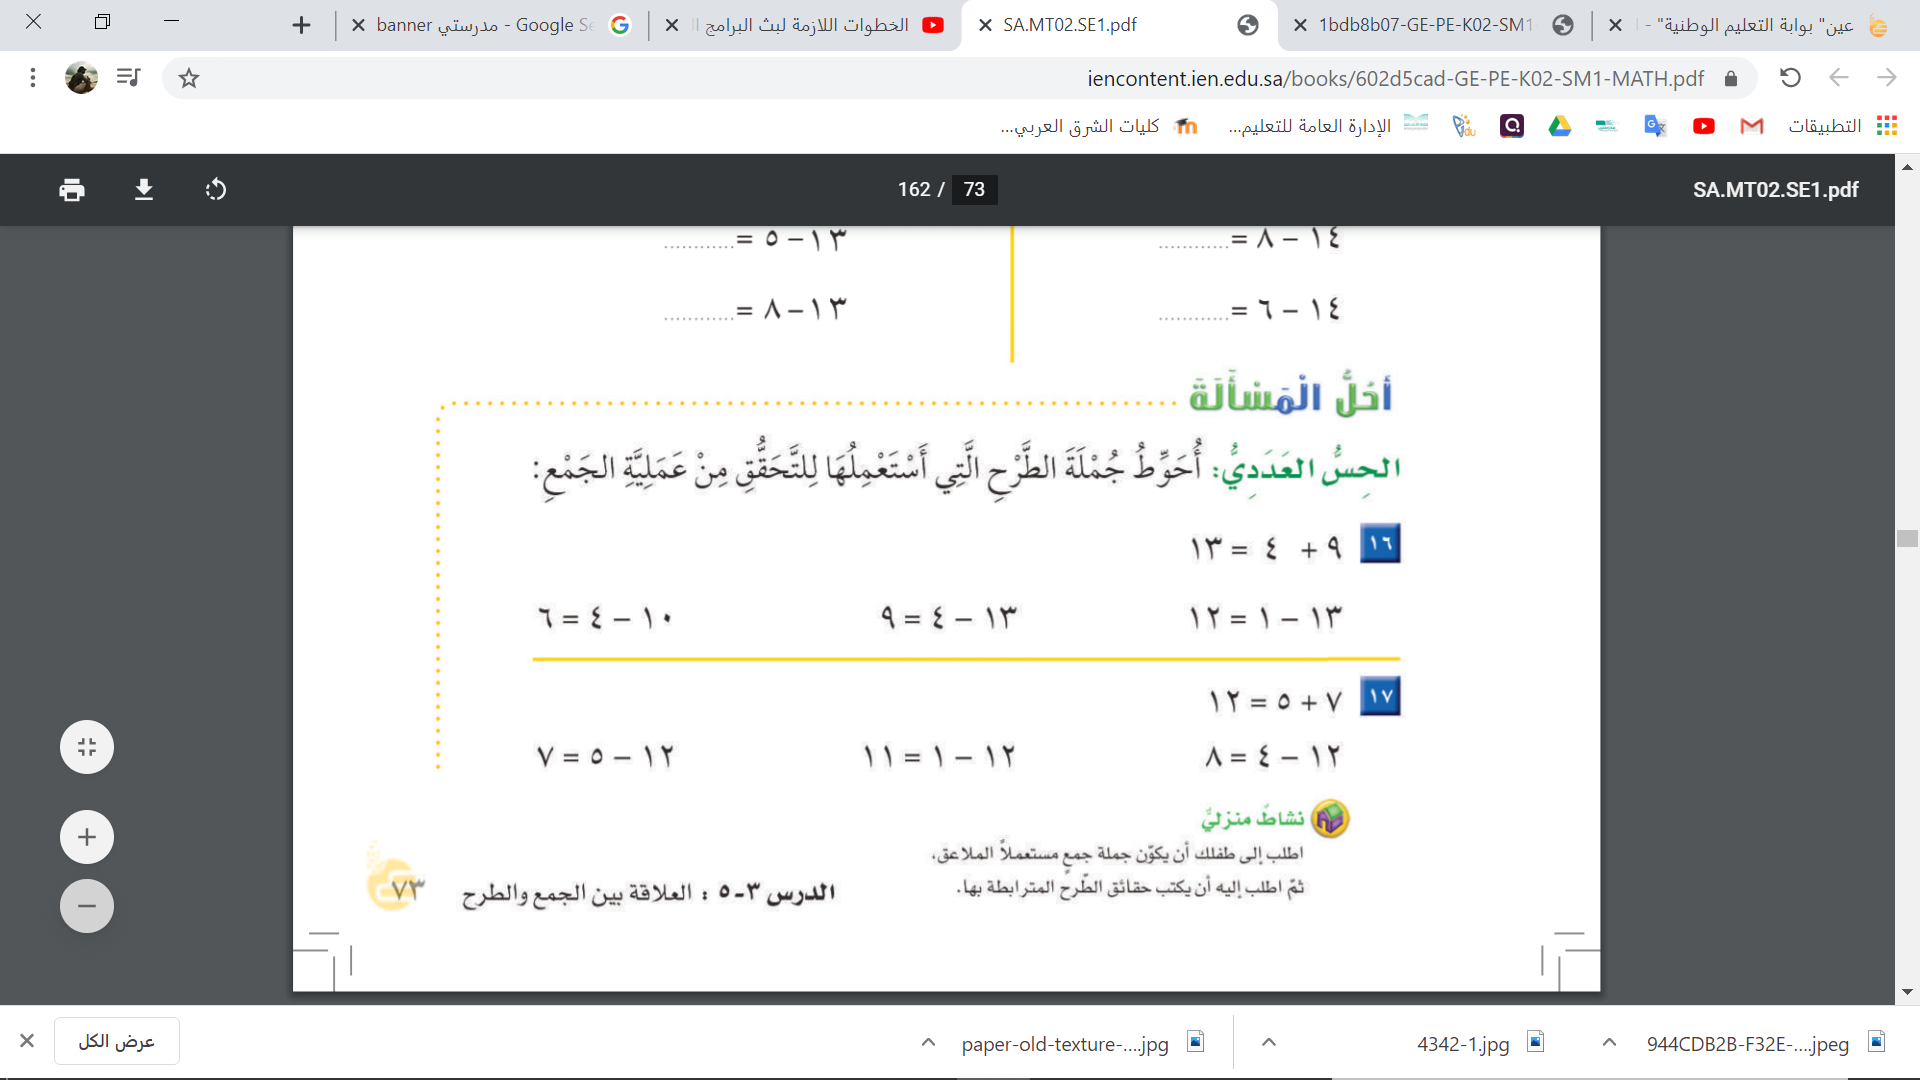 عين" بوابة التعليم الوطنية" -
1bdb8b07-GE-PE-K02-SM1
SA.MT02.SE1.pdf
الخطوات اللازمة لبث البرامج
banner مدرستي - Google Se
iencontent.ien.edu.sa/books/602d5cad-GE-PE-K02-SM1-MATH.pdf
التطبيقات
الإدارة العامة للتعليم...
كليات الشرق العربي...
SA.MT02.SE1.pdf
162 / 73
١٤ – ٨ = ............ ١٣ – ٥ = ............
١٤ – ٦ = ............ ١٣ – ٨ = ............
أَحُلُّ الْمَسْأَلَةَ
الحِسُّ العَدَدِيُّ: أُحَوِّطُ جُمْلَةَ الطَّرْحِ الَّتِي أَسْتَعْمِلُهَا لِلتَّحَقُّقِ مِنْ عَمَلِيَّةِ الجَمْعِ:
١٦ ٩ + ٤ = ١٣
١٣ – ١ = ١٢ ١٣ – ٤ = ٩ ١٠ – ٤ = ٦
١٧ ٧ + ٥ = ١٢
١٢ – ٤ = ٨ ١٢ – ١ = ١١ ١٢ – ٥ = ٧
نشاطٌ منزليٌّ
اطلب إلى طفلك أن يكوّن جملة جمعٍ مستعملاً الملاعق،
ثمّ اطلب إليه أن يكتب حقائق الطّرح المترابطة بها.
الدرس ٣-٥ : العلاقة بين الجمع والطرح ٧٣
944CDB2B-F32E-....jpeg
4342-1.jpg
paper-old-texture-....jpg
عرض الكل